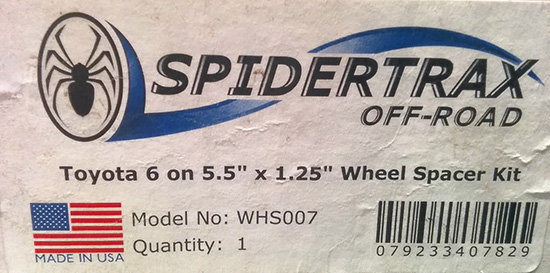 SPIDERTRAX
OFF-ROAD
Toyota 6 on 5.5" x 1.25" Wheel Spacer Kit
Model No: WHS007
Quantity: 1
MADE IN USA
079233407829